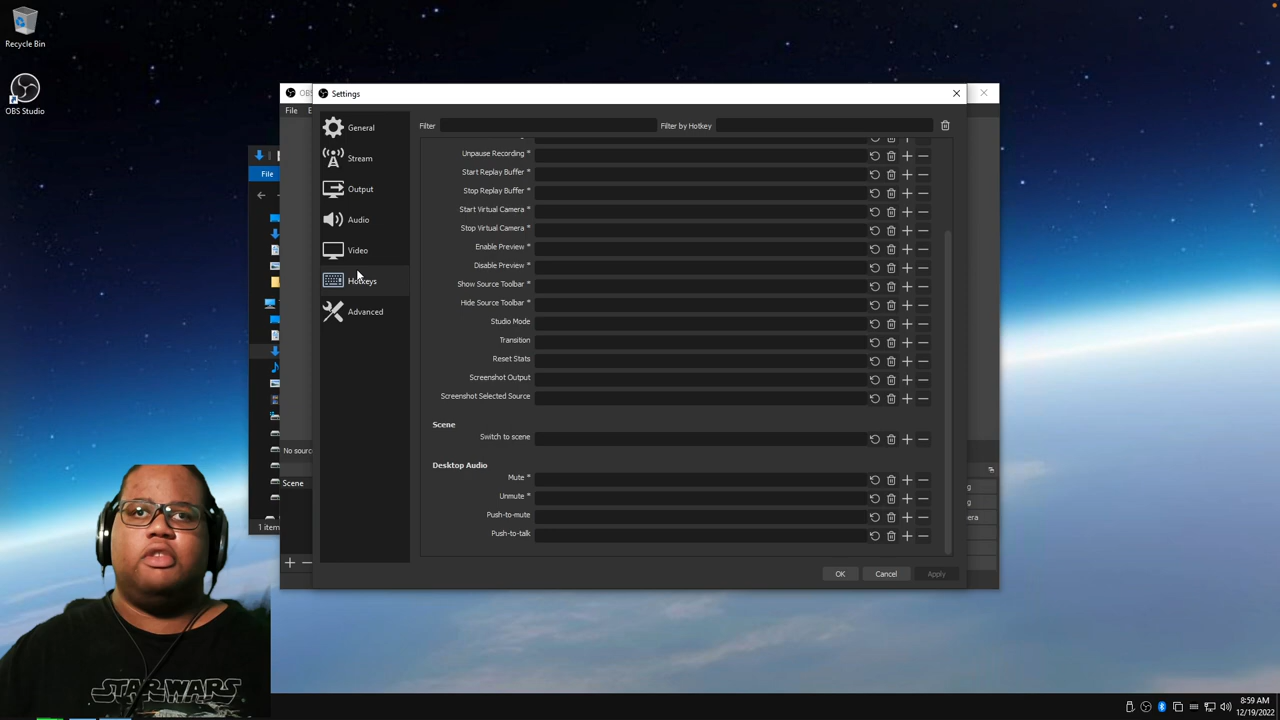 Recycle Bin
OBS Studio
OBS
File
Settings
File
General
Stream
Output
Audio
Video
Hotkeys
Advanced
Filter
Filter by Hotkey
Unpause Recording *
Start Replay Buffer *
Stop Replay Buffer *
Start Virtual Camera *
Stop Virtual Camera *
Enable Preview *
Disable Preview *
Show Source Toolbar *
Hide Source Toolbar *
Studio Mode
Transition
Reset Stats
Screenshot Output
Screenshot Selected Source
Scene
Switch to scene
Desktop Audio
Mute *
Unmute *
Push-to-mute
Push-to-talk
No sourc
Scene
1 item
OK
Cancel
Apply
STAR WARS
8:59 AM
12/19/2022